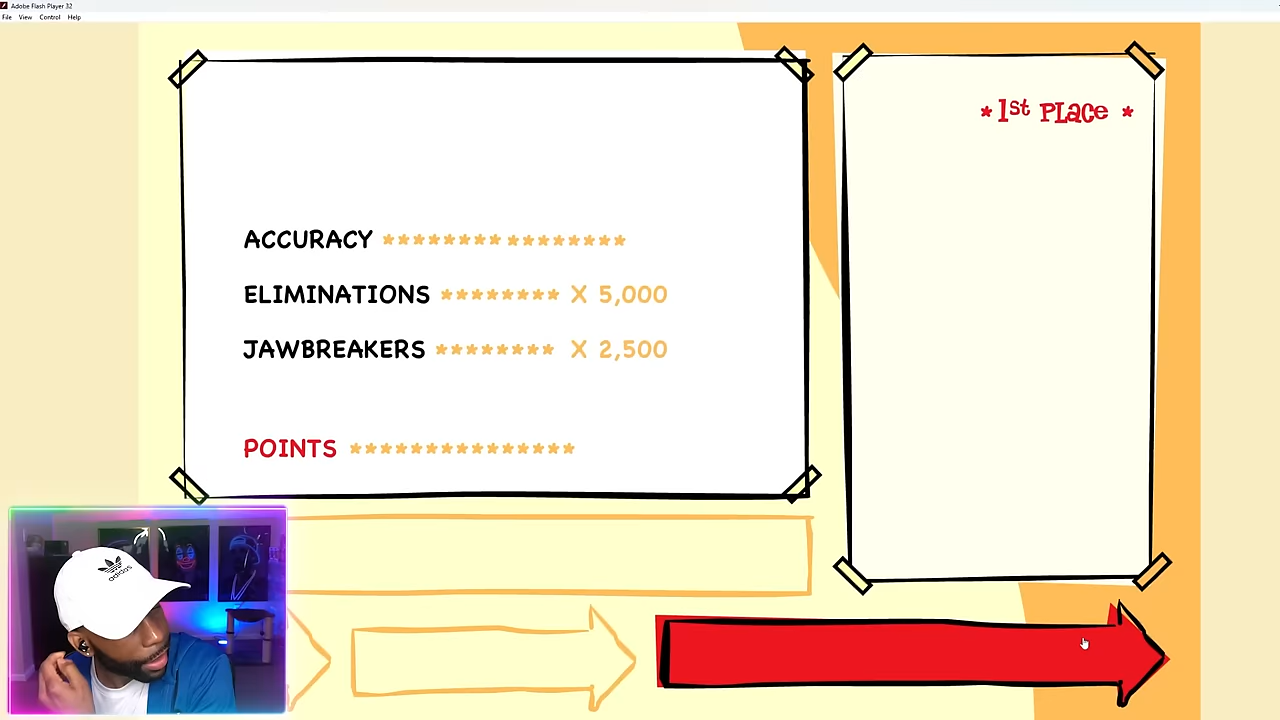 Adobe Flash Player 32
File View Control Help
*1st PLace *
ACCURACY ****************
ELIMINATIONS ******** X 5,000
JAWBREAKERS ******** X 2,500
POINTS ***************
adidas